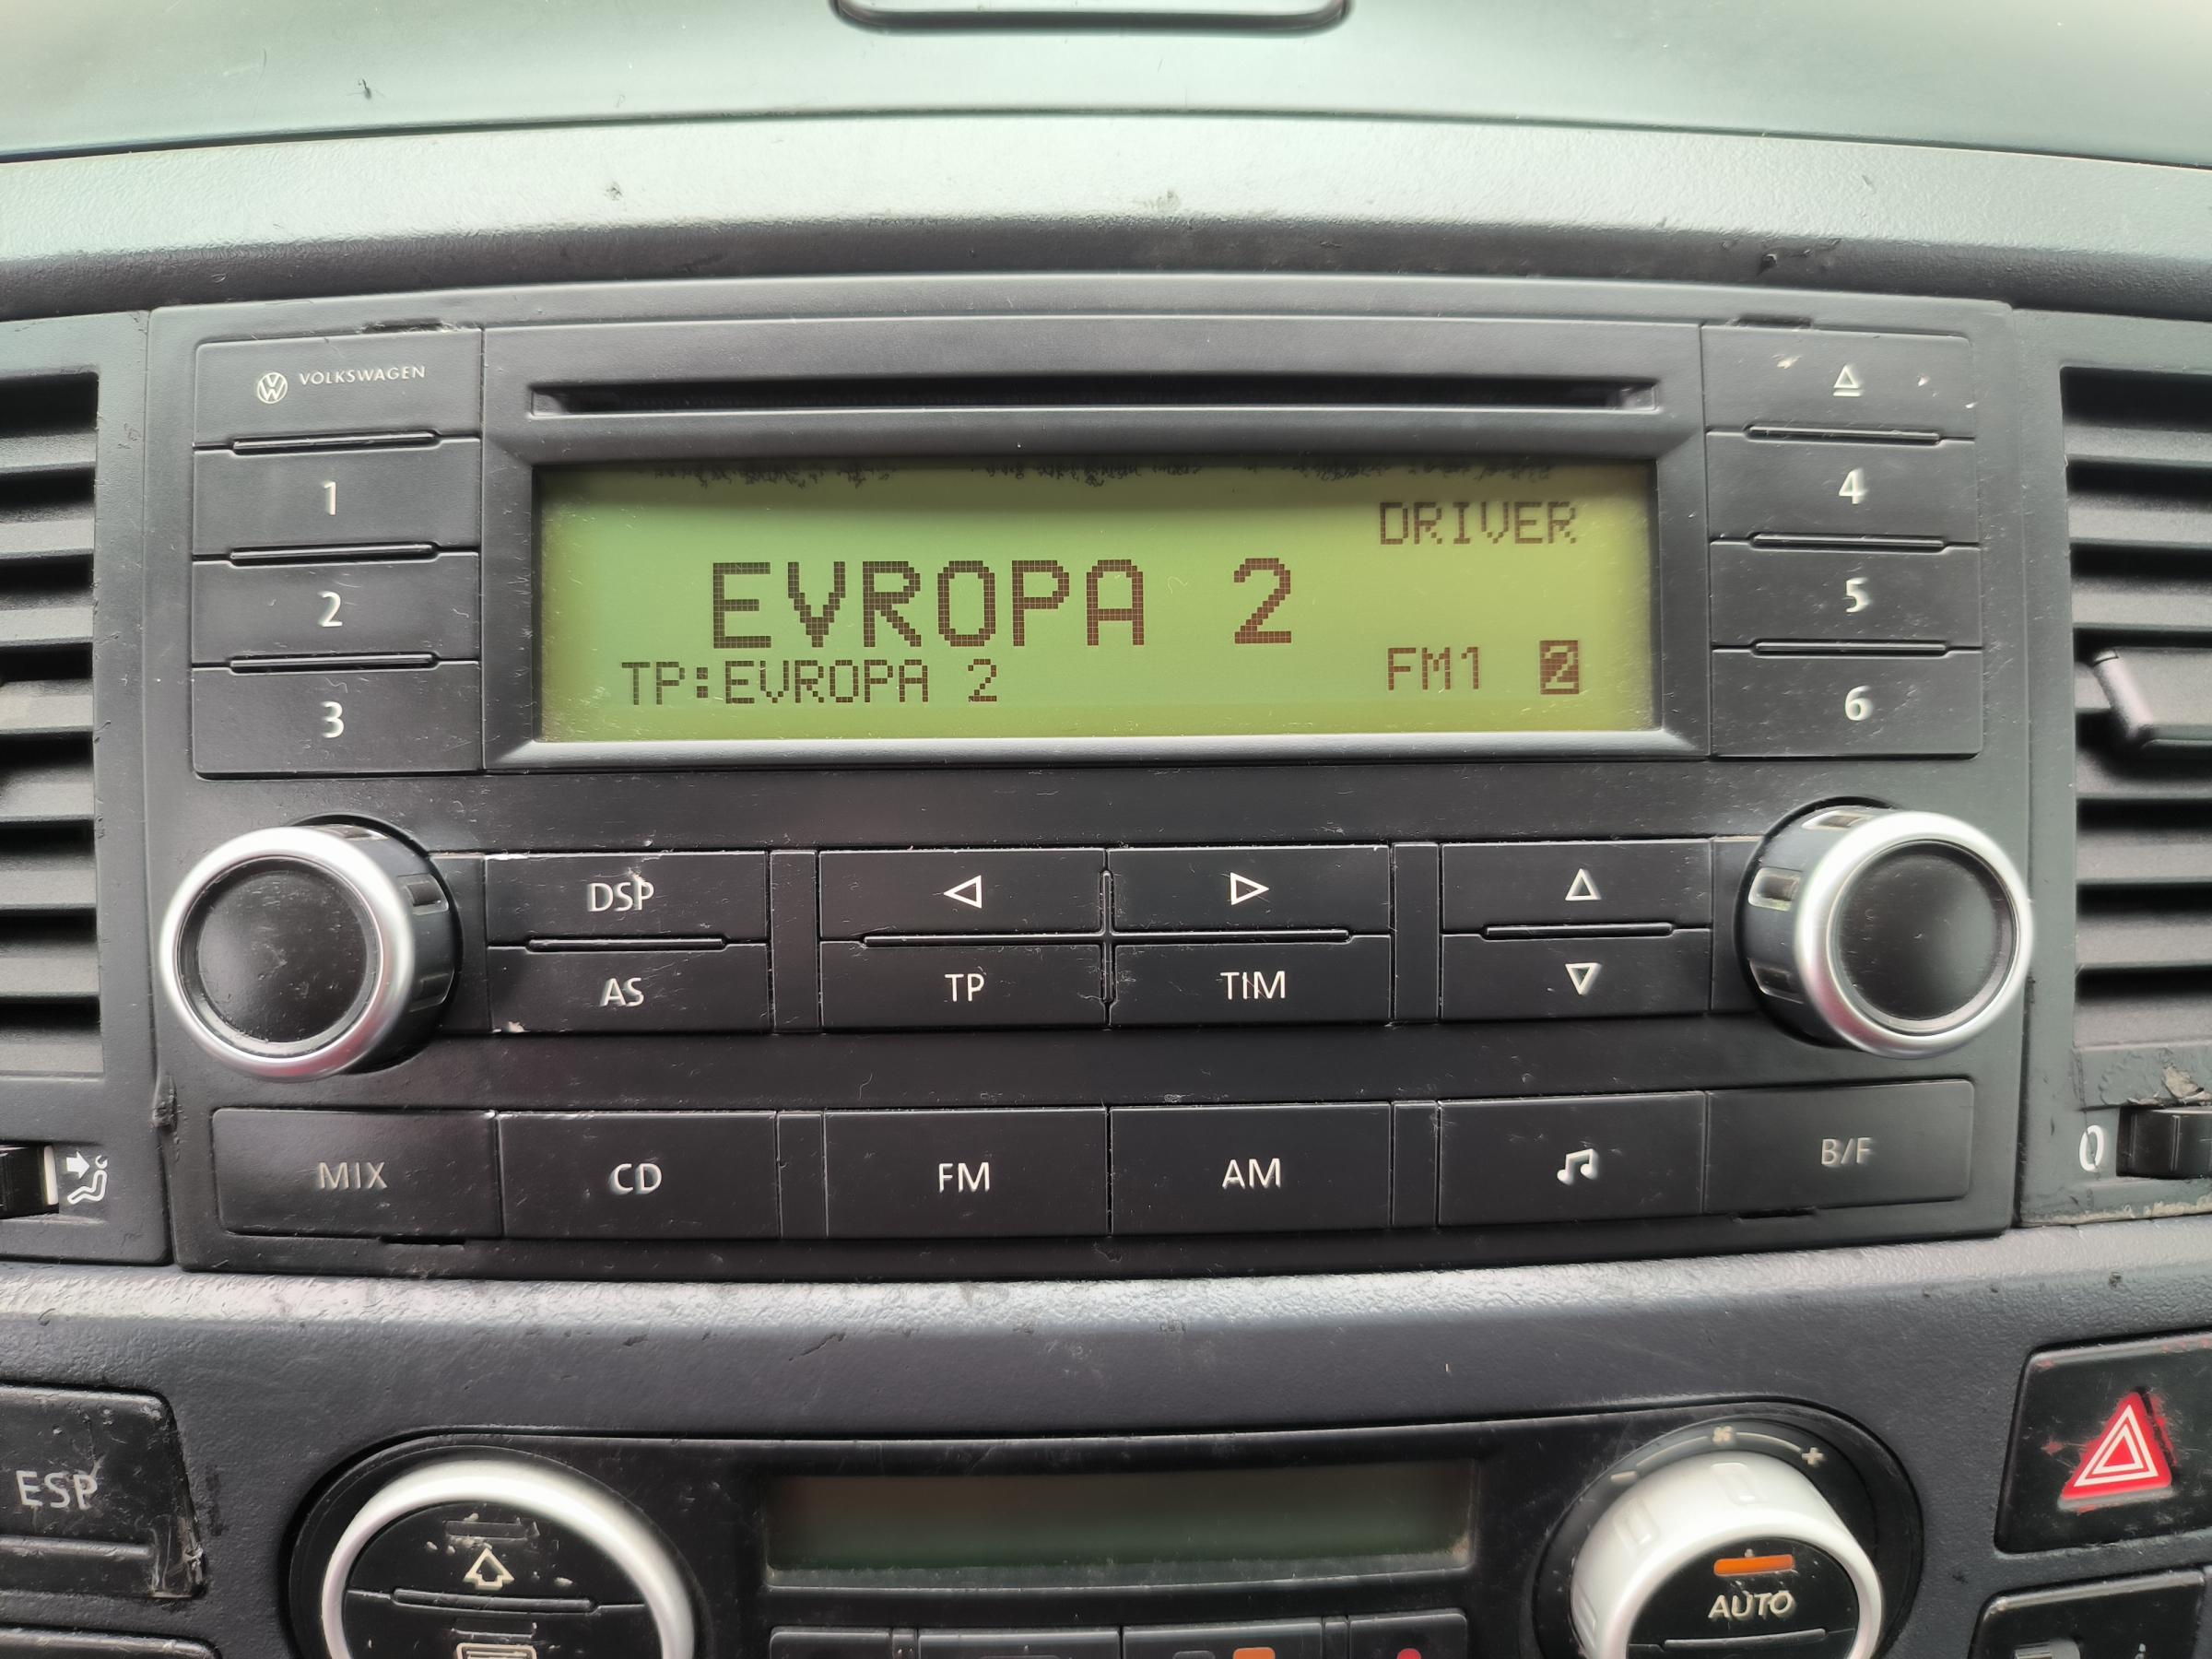 VOLKSWAGEN
1
2
3
DRIVER
EVROPA 2
TP:EVROPA 2
FM1 2
4
5
6
DSP
AS
TP
TIM
MIX
CD
FM
AM
B/F
0
ESP
AUTO